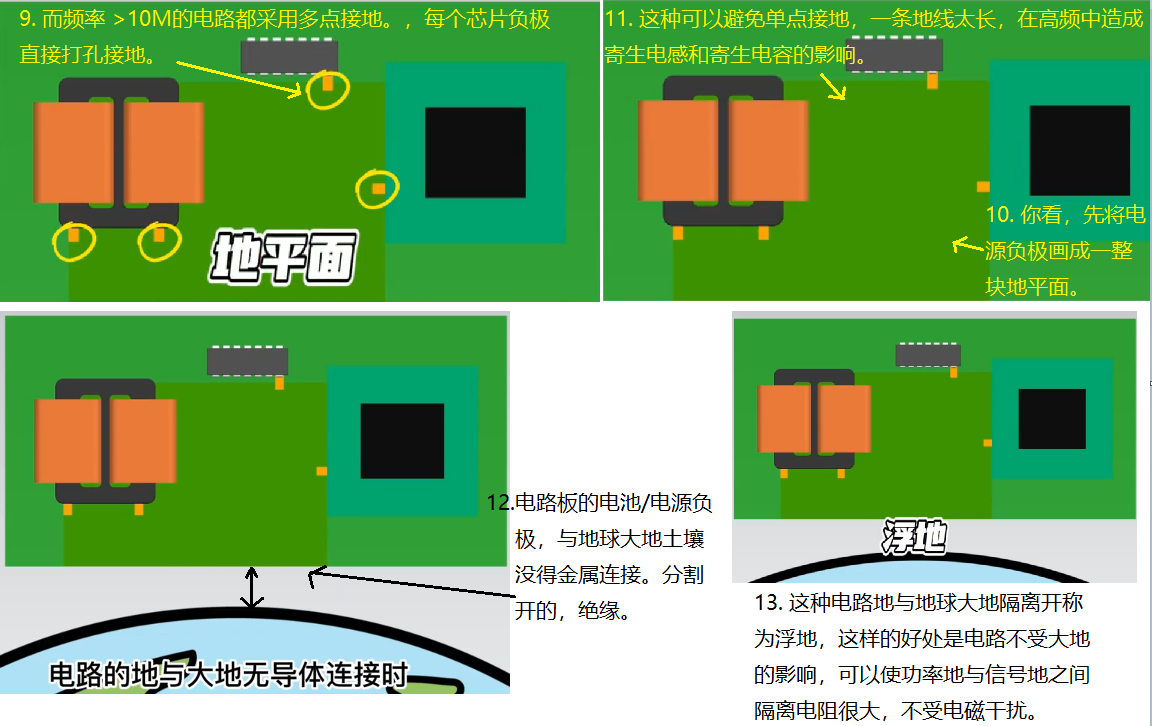 9. 而频率 >10M的电路都采用多点接地。，每个芯片负极
直接打孔接地。
地平面
11. 这种可以避免单点接地，一条地线太长，在高频中造成
寄生电感和寄生电容的影响。
10. 你看，先将电
源负极画成一整
块地平面。
12.电路板的电池/电源负
极，与地球大地土壤
没得金属连接。分割
开的，绝缘。
电路的地与大地无导体连接时
浮地
13. 这种电路地与地球大地隔离开称
为浮地，这样的好处是电路不受大地
的影响，可以使功率地与信号地之间
隔离电阻很大，不受电磁干扰。